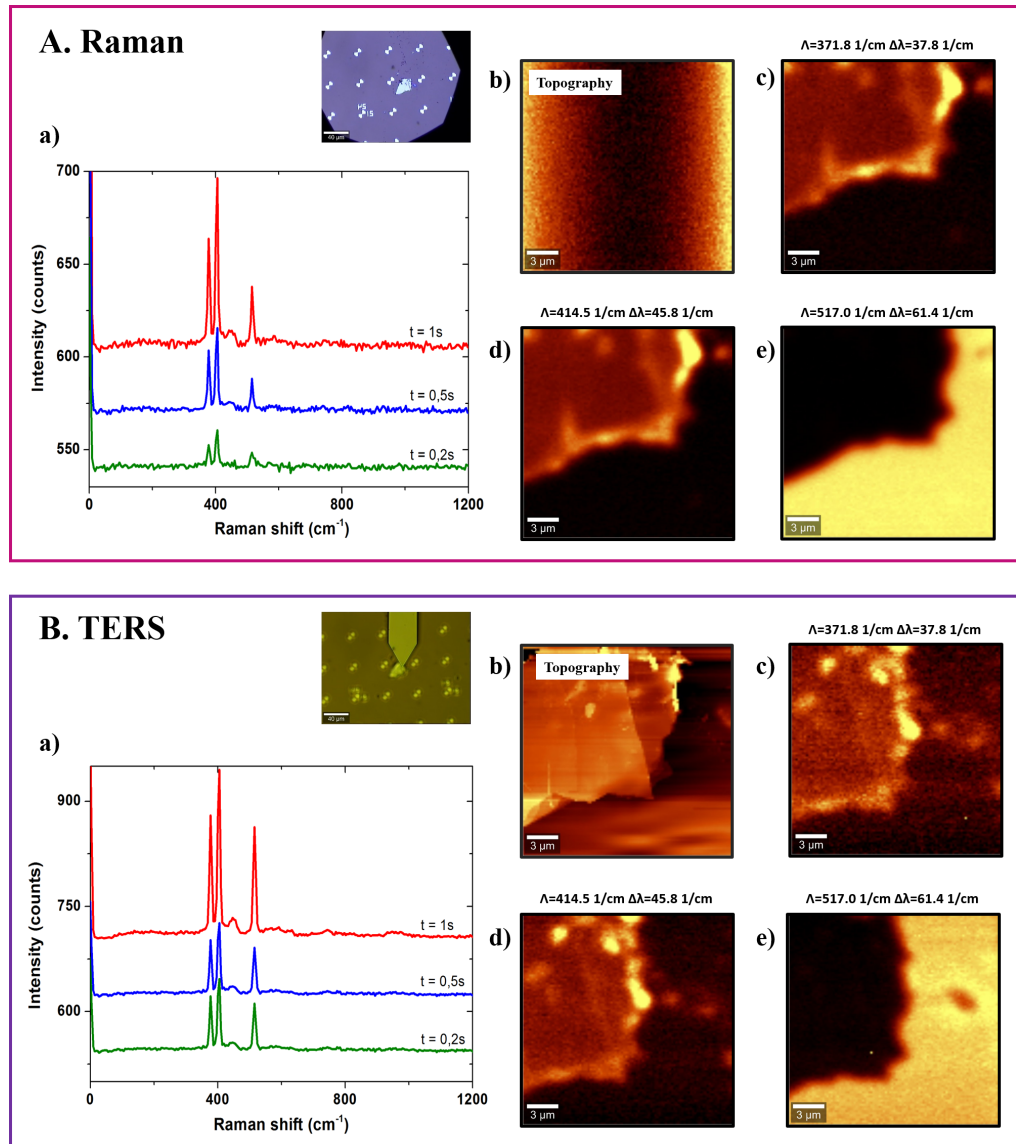 A. Raman
40 µm
a)
700
650
600
550
Intensity (counts)
t = 1s
t = 0,5s
t = 0,2s
0
400
800
1200
Raman shift (cm⁻¹)
b)
Topography
3 µm
c)
Λ=371.8 1/cm Δλ=37.8 1/cm
3 µm
d)
Λ=414.5 1/cm Δλ=45.8 1/cm
3 µm
e)
Λ=517.0 1/cm Δλ=61.4 1/cm
3 µm
B. TERS
40 µm
a)
900
750
600
Intensity (counts)
t = 1s
t = 0,5s
t = 0,2s
0
400
800
1200
Raman shift (cm⁻¹)
b)
Topography
3 µm
c)
Λ=371.8 1/cm Δλ=37.8 1/cm
3 µm
d)
Λ=414.5 1/cm Δλ=45.8 1/cm
3 µm
e)
Λ=517.0 1/cm Δλ=61.4 1/cm
3 µm